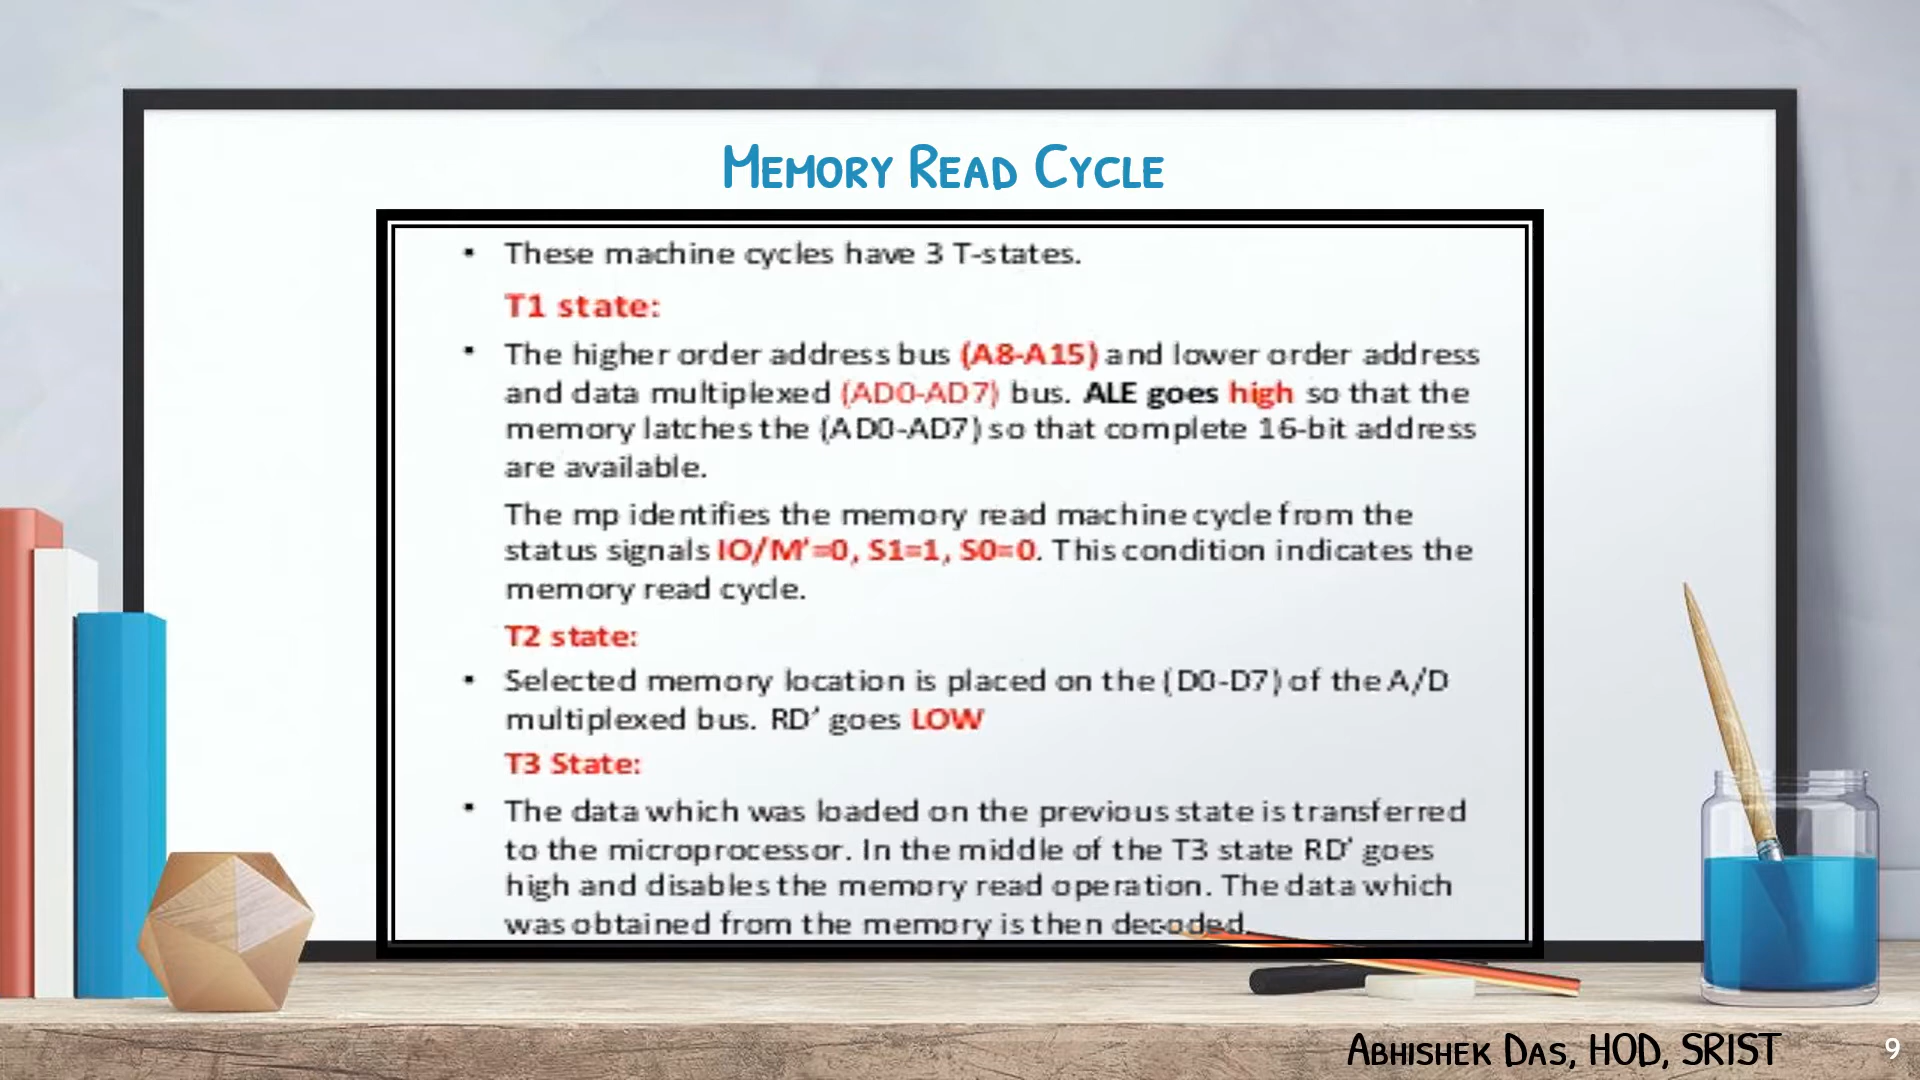 MEMORY READ CYCLE
▪ These machine cycles have 3 T-states.
T1 state:
▪ The higher order address bus (A8-A15) and lower order address
and data multiplexed (AD0-AD7) bus. ALE goes high so that the
memory latches the (AD0-AD7) so that complete 16-bit address
are available.
The mp identifies the memory read machine cycle from the
status signals IO/M'=0, S1=1, S0=0. This condition indicates the
memory read cycle.
T2 state:
▪ Selected memory location is placed on the (D0-D7) of the A/D
multiplexed bus. RD' goes LOW
T3 State:
▪ The data which was loaded on the previous state is transferred
to the microprocessor. In the middle of the T3 state RD' goes
high and disables the memory read operation. The data which
was obtained from the memory is then decoded.
ABHISHEK DAS, HOD, SRIST
9